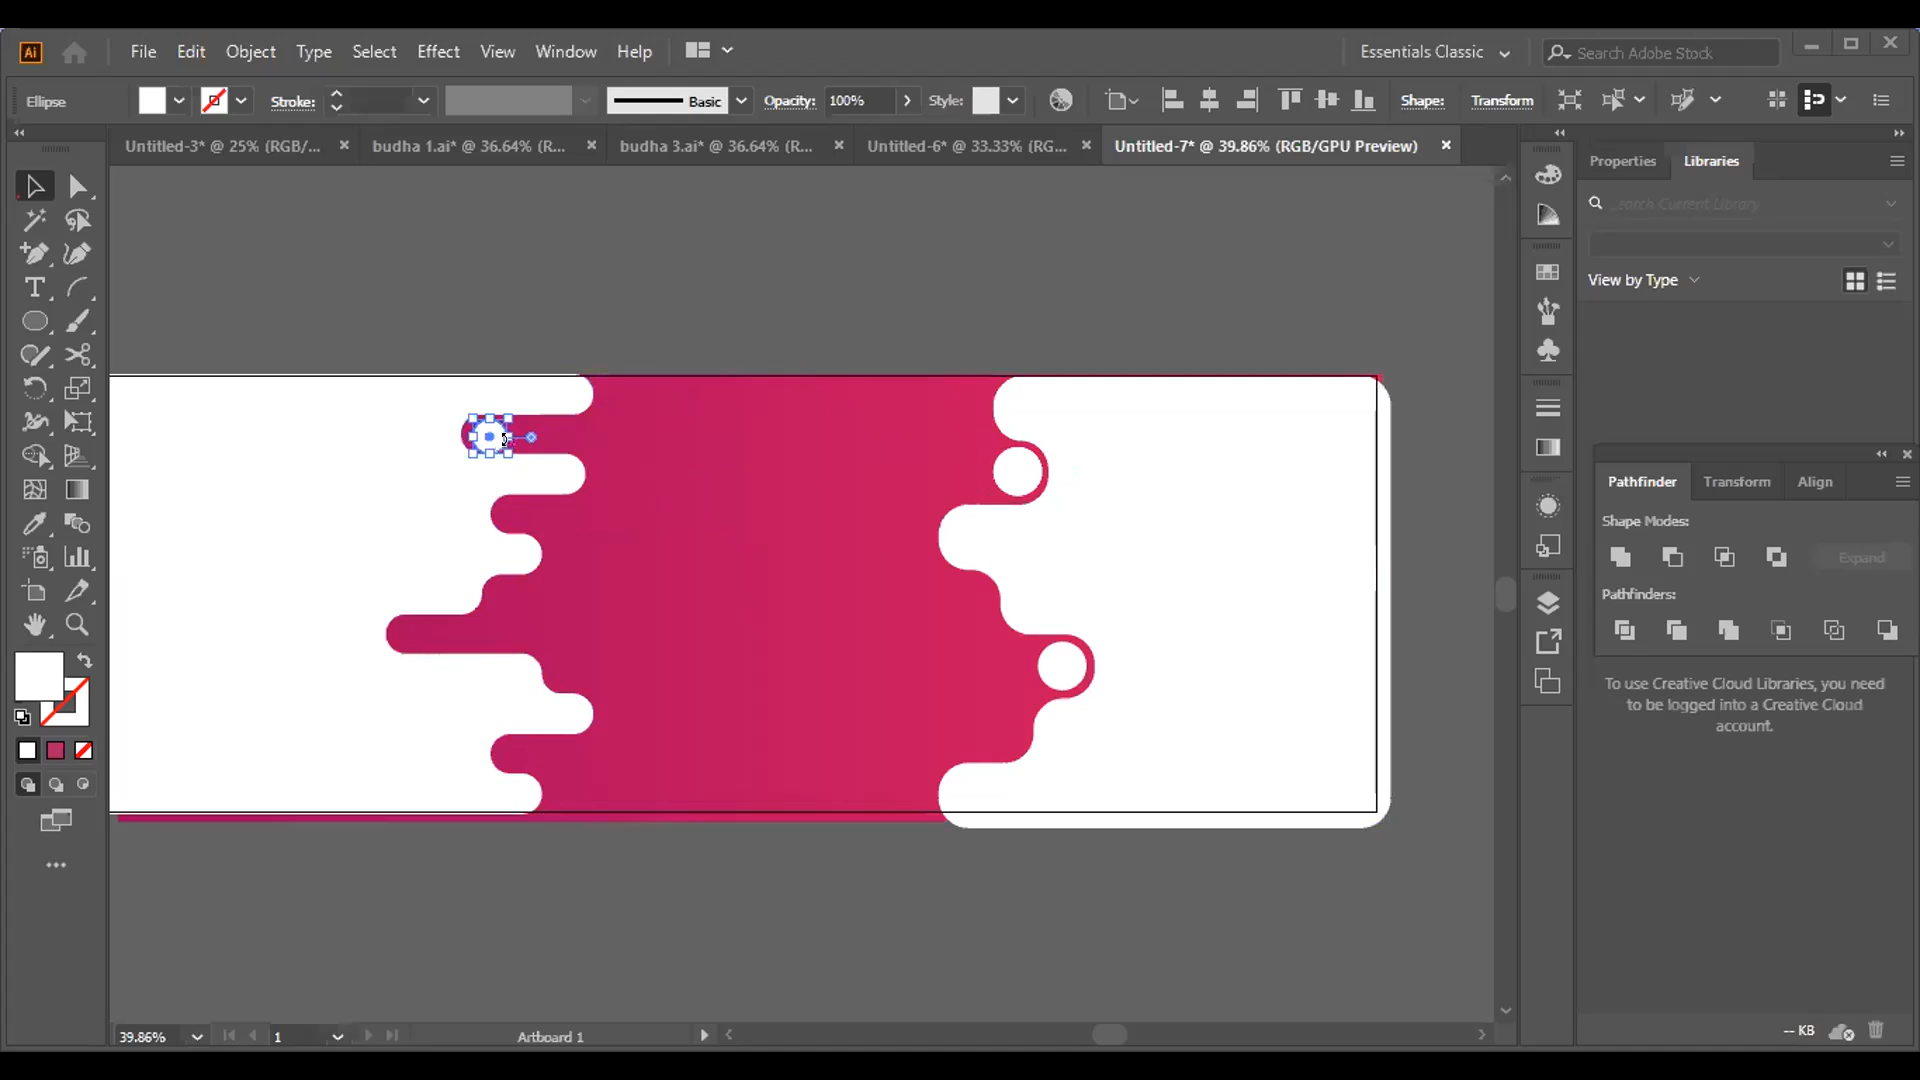 Ai File Edit Object Type Select Effect View Window Help Essentials Classic Search Adobe Stock
Ellipse Stroke: Basic Opacity: 100% Style: Shape: Transform
Untitled-3* @ 25% (RGB/... budha 1.ai* @ 36.64% (R... budha 3.ai* @ 36.64% (R... Untitled-6* @ 33.33% (RG... Untitled-7* @ 39.86% (RGB/GPU Preview)
Properties Libraries
Search Current Library
View by Type
Pathfinder Transform Align
Shape Modes:
Expand
Pathfinders:
To use Creative Cloud Libraries, you need
to be logged into a Creative Cloud
account.
-- KB
39.86% 1 Artboard 1